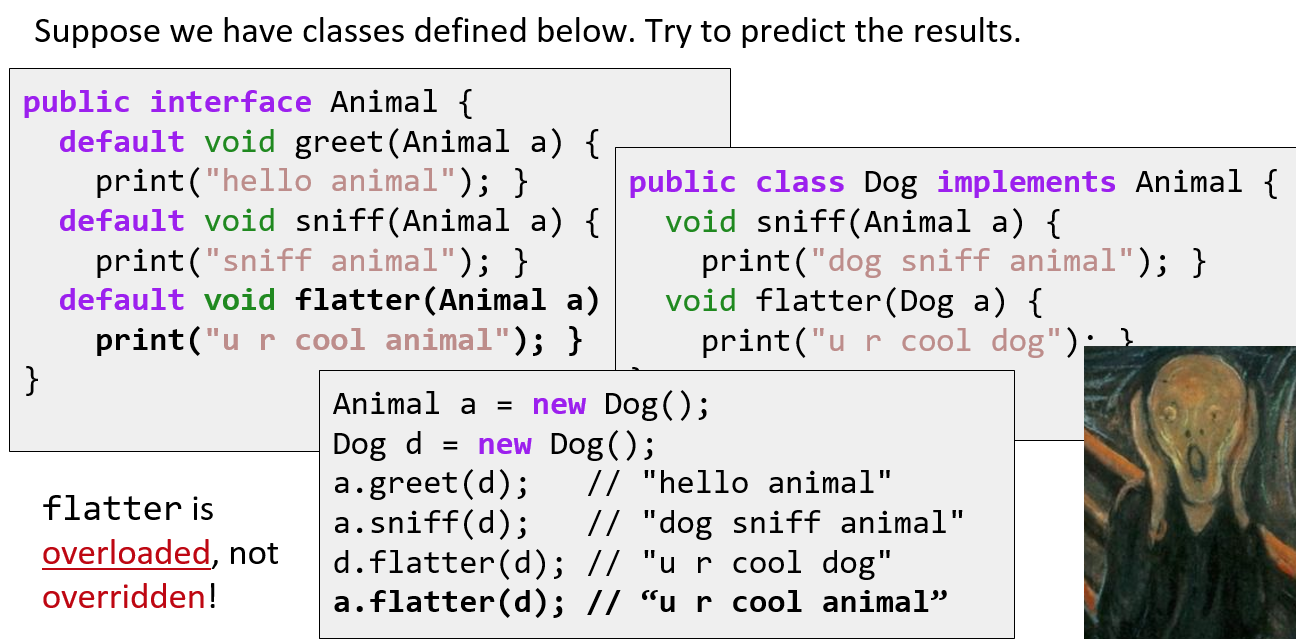 Suppose we have classes defined below. Try to predict the results.
public interface Animal {
default void greet(Animal a) {
print("hello animal"); }
default void sniff(Animal a) {
print("sniff animal"); }
default void flatter(Animal a)
print("u r cool animal"); }
}
public class Dog implements Animal {
void sniff(Animal a) {
print("dog sniff animal"); }
void flatter(Dog a) {
print("u r cool dog"); }
Animal a = new Dog();
Dog d = new Dog();
a.greet(d); // "hello animal"
a.sniff(d); // "dog sniff animal"
d.flatter(d); // "u r cool dog"
a.flatter(d); // “u r cool animal”
flatter is
overloaded, not
overridden!